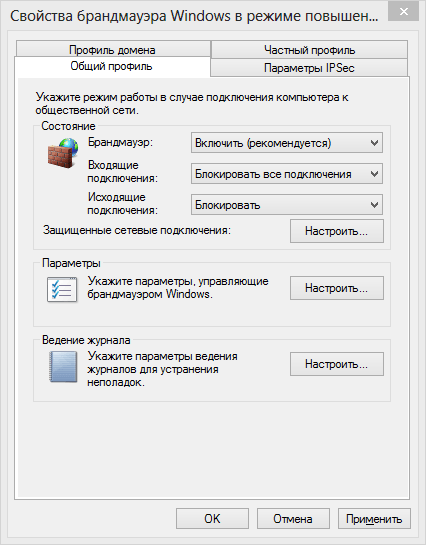 Свойства брандмауэра Windows в режиме повышен...
Профиль домена
Частный профиль
Общий профиль
Параметры IPSec
Укажите режим работы в случае подключения компьютера к
общественной сети.
Состояние
Брандмауэр:
Включить (рекомендуется)
Входящие
подключения:
Блокировать все подключения
Исходящие
подключения:
Блокировать
Защищенные сетевые подключения:
Настроить...
Параметры
Укажите параметры, управляющие
брандмауэром Windows.
Настроить...
Ведение журнала
Укажите параметры ведения
журналов для устранения
неполадок.
Настроить...
OK
Отмена
Применить